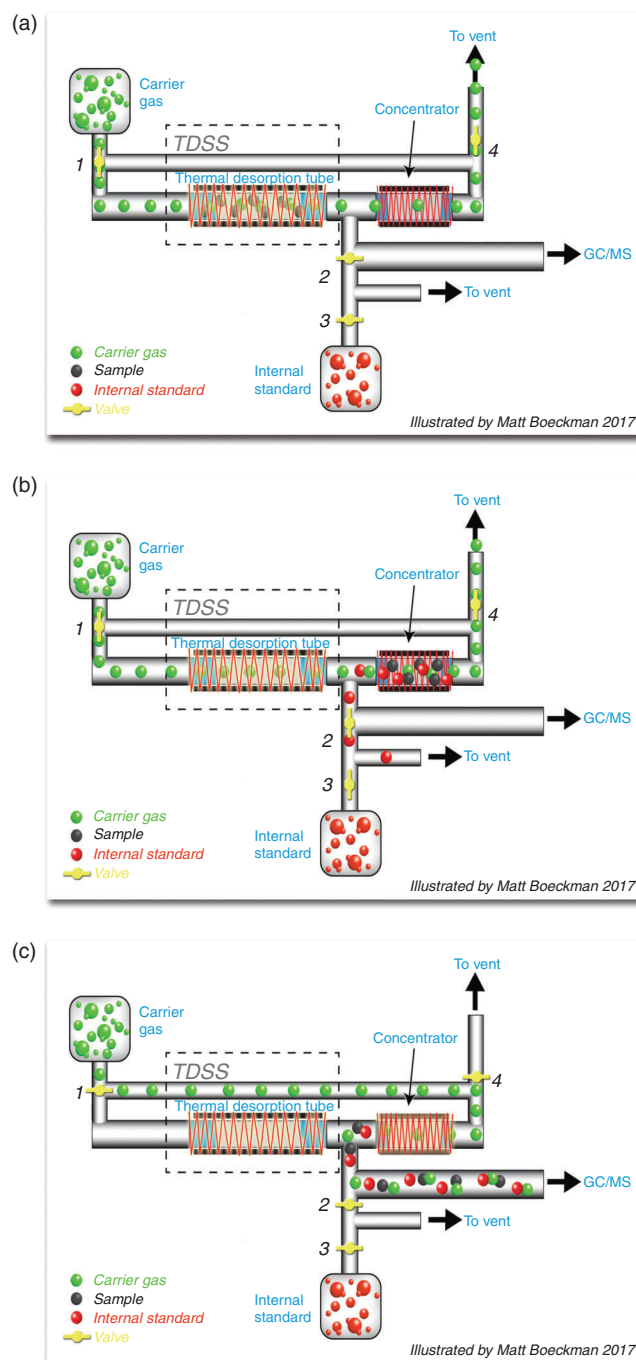 (a)
To vent
Carrier
gas
Concentrator
TDSS
1
4
Thermal desorption tube
2
GC/MS
To vent
3
Carrier gas
Sample
Internal standard
Valve
Internal
standard
Illustrated by Matt Boeckman 2017
(b)
To vent
Carrier
gas
Concentrator
TDSS
1
4
Thermal desorption tube
2
GC/MS
To vent
3
Carrier gas
Sample
Internal standard
Valve
Internal
standard
Illustrated by Matt Boeckman 2017
(c)
To vent
Carrier
gas
Concentrator
TDSS
1
4
Thermal desorption tube
GC/MS
2
To vent
3
Carrier gas
Sample
Internal standard
Valve
Internal
standard
Illustrated by Matt Boeckman 2017